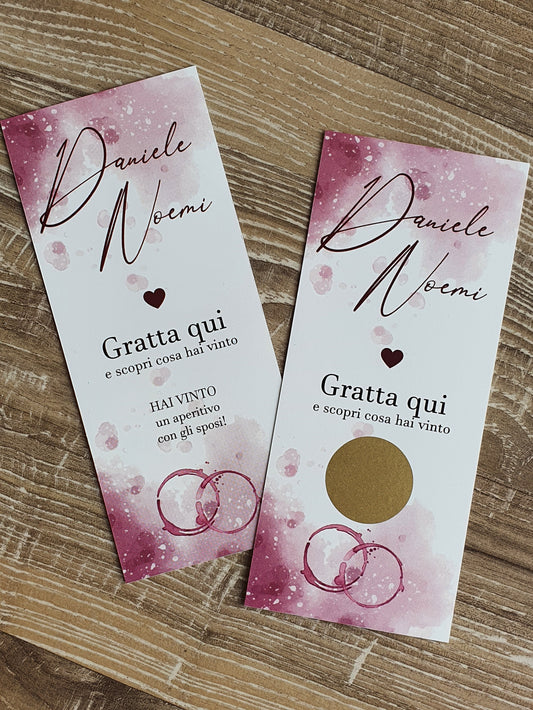 Daniele
Noemi
Gratta qui
e scopri cosa hai vinto
HAI VINTO
un aperitivo
con gli sposi!
Daniele
Noemi
Gratta qui
e scopri cosa hai vinto